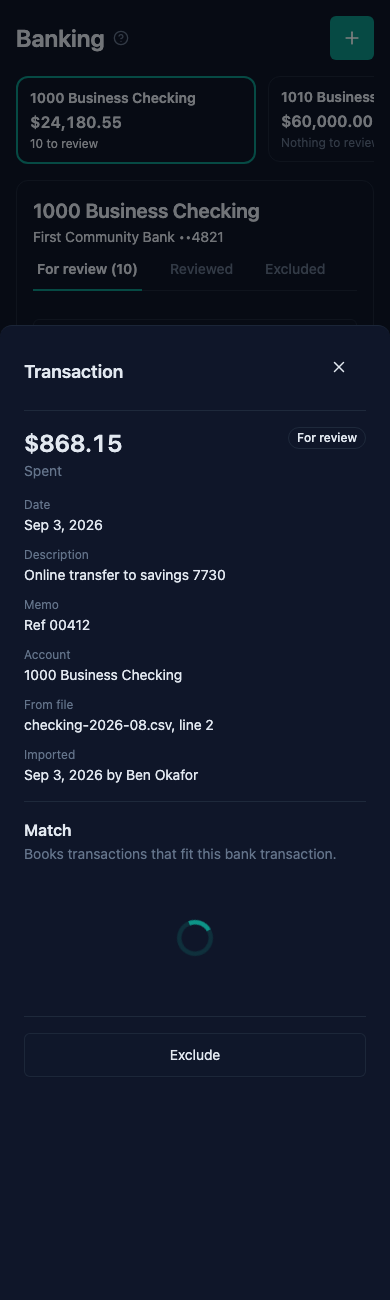 Banking
1000 Business Checking
$24,180.55
10 to review
1010 Business
$60,000.00
Nothing to review
1000 Business Checking
First Community Bank ••4821
For review (10)
Reviewed
Excluded
Transaction
$868.15
For review
Spent
Date
Sep 3, 2026
Description
Online transfer to savings 7730
Memo
Ref 00412
Account
1000 Business Checking
From file
checking-2026-08.csv, line 2
Imported
Sep 3, 2026 by Ben Okafor
Match
Books transactions that fit this bank transaction.
Exclude